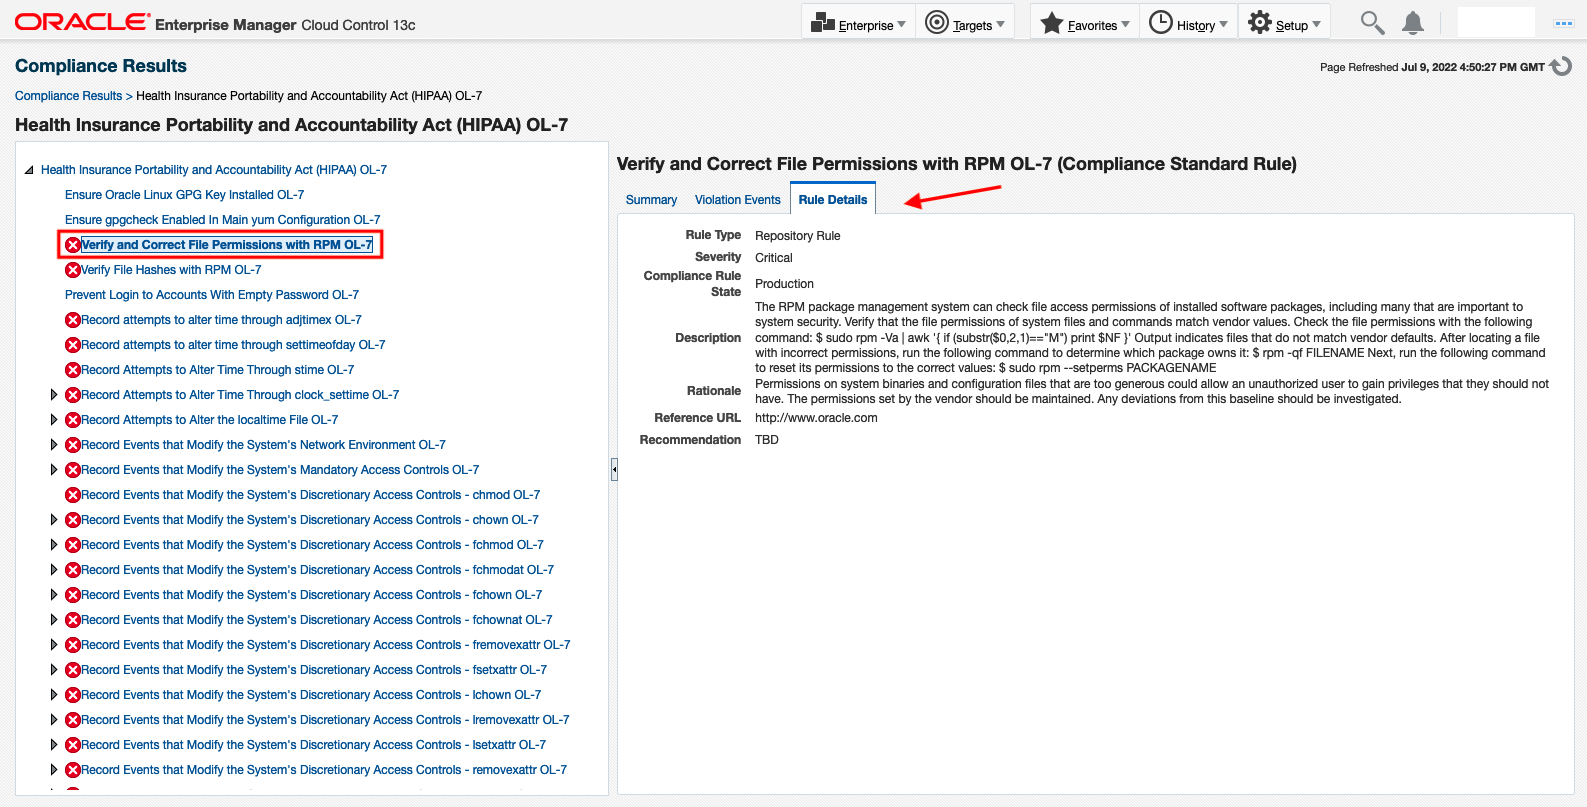 ORACLE® Enterprise Manager Cloud Control 13c
Enterprise
Targets
Favorites
History
Setup
Compliance Results
Page Refreshed Jul 9, 2022 4:50:27 PM GMT
Compliance Results > Health Insurance Portability and Accountability Act (HIPAA) OL-7
Health Insurance Portability and Accountability Act (HIPAA) OL-7
Health Insurance Portability and Accountability Act (HIPAA) OL-7
Ensure Oracle Linux GPG Key Installed OL-7
Ensure gpgcheck Enabled In Main yum Configuration OL-7
Verify and Correct File Permissions with RPM OL-7
Verify File Hashes with RPM OL-7
Prevent Login to Accounts With Empty Password OL-7
Record attempts to alter time through adjtimex OL-7
Record attempts to alter time through settimeofday OL-7
Record Attempts to Alter Time Through stime OL-7
Record Attempts to Alter Time Through clock_settime OL-7
Record Attempts to Alter the localtime File OL-7
Record Events that Modify the System's Network Environment OL-7
Record Events that Modify the System's Mandatory Access Controls OL-7
Record Events that Modify the System's Discretionary Access Controls - chmod OL-7
Record Events that Modify the System's Discretionary Access Controls - chown OL-7
Record Events that Modify the System's Discretionary Access Controls - fchmod OL-7
Record Events that Modify the System's Discretionary Access Controls - fchmodat OL-7
Record Events that Modify the System's Discretionary Access Controls - fchown OL-7
Record Events that Modify the System's Discretionary Access Controls - fchownat OL-7
Record Events that Modify the System's Discretionary Access Controls - fremovexattr OL-7
Record Events that Modify the System's Discretionary Access Controls - fsetxattr OL-7
Record Events that Modify the System's Discretionary Access Controls - lchown OL-7
Record Events that Modify the System's Discretionary Access Controls - lremovexattr OL-7
Record Events that Modify the System's Discretionary Access Controls - lsetxattr OL-7
Record Events that Modify the System's Discretionary Access Controls - removexattr OL-7
Verify and Correct File Permissions with RPM OL-7 (Compliance Standard Rule)
Summary
Violation Events
Rule Details
Rule Type Repository Rule
Severity Critical
Compliance Rule State Production
Description The RPM package management system can check file access permissions of installed software packages, including many that are important to
system security. Verify that the file permissions of system files and commands match vendor values. Check the file permissions with the following
command: $ sudo rpm -Va | awk '{ if (substr($0,2,1)=="M") print $NF }' Output indicates files that do not match vendor defaults. After locating a file
with incorrect permissions, run the following command to determine which package owns it: $ rpm -qf FILENAME Next, run the following command
to reset its permissions to the correct values: $ sudo rpm --setperms PACKAGENAME
Rationale Permissions on system binaries and configuration files that are too generous could allow an unauthorized user to gain privileges that they should not
have. The permissions set by the vendor should be maintained. Any deviations from this baseline should be investigated.
Reference URL http://www.oracle.com
Recommendation TBD